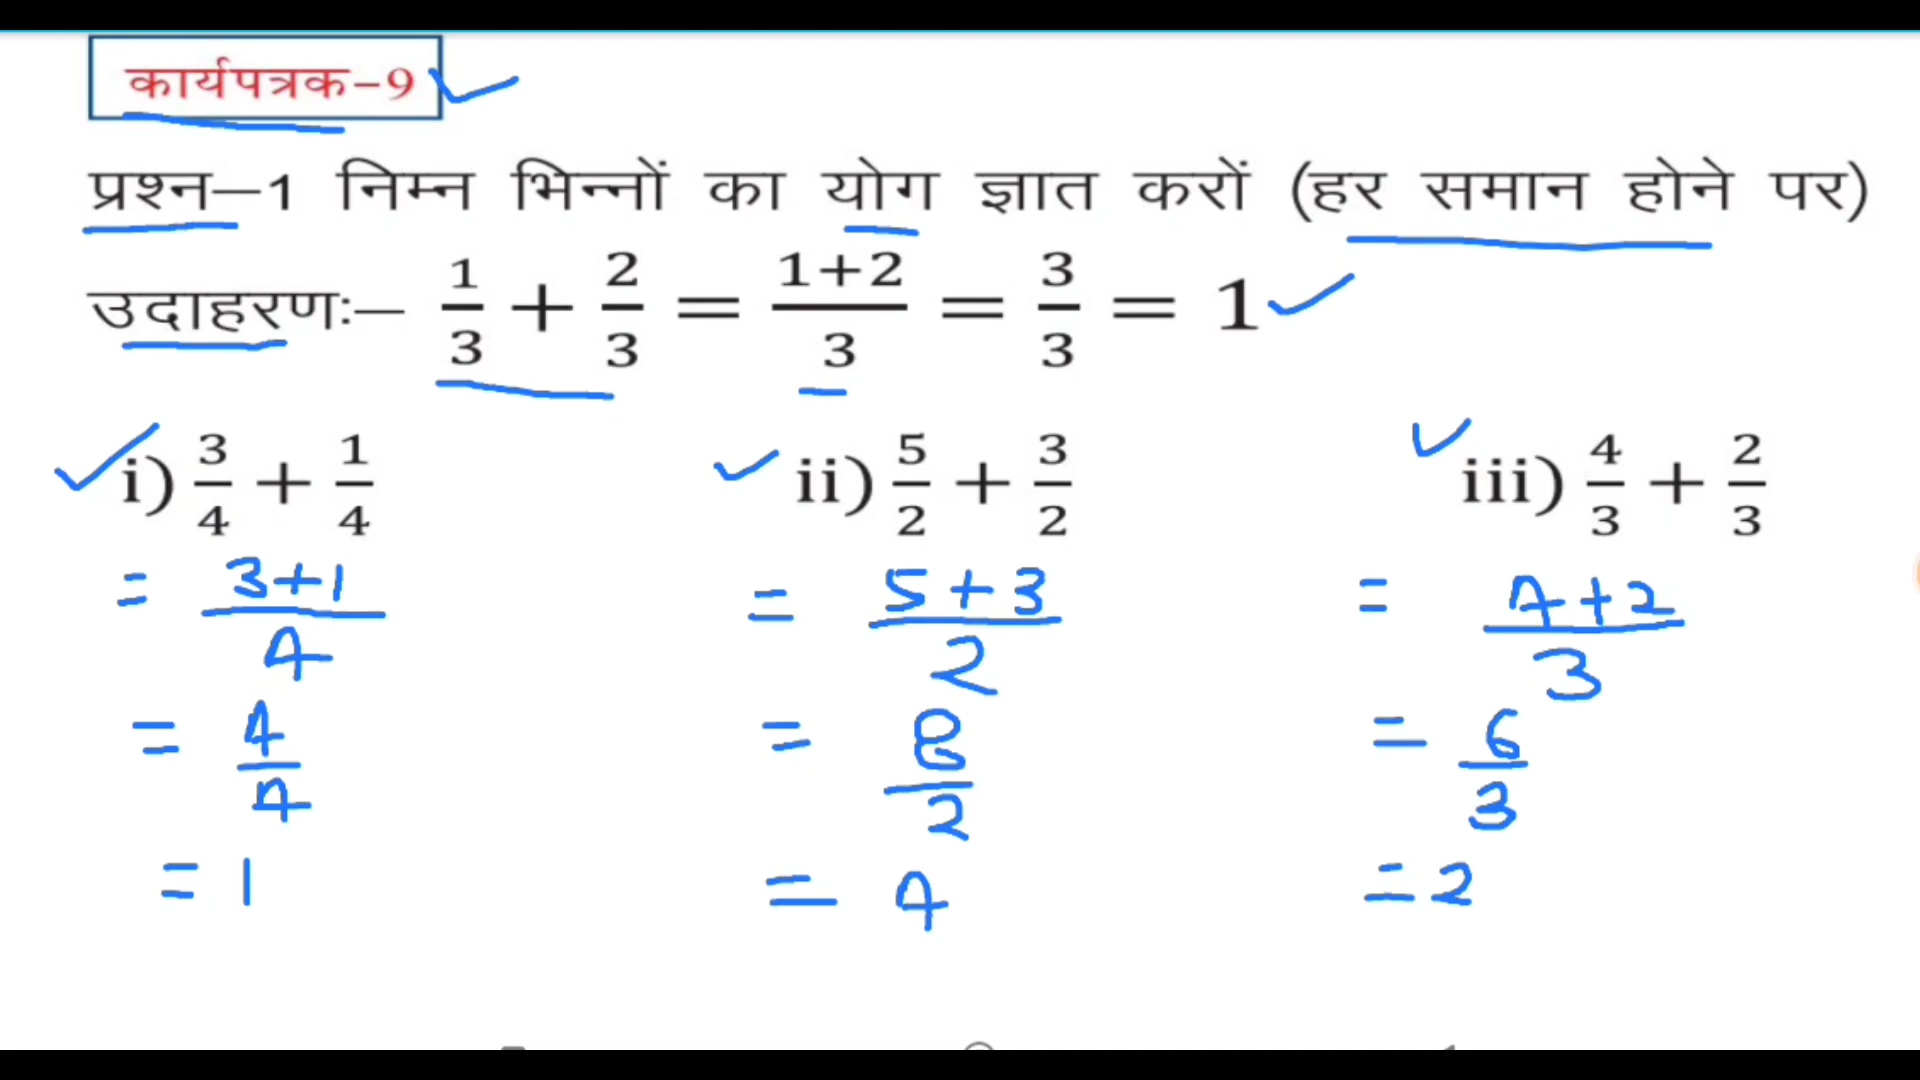 कार्यपत्रक-9
प्रश्न-1 निम्न भिन्नों का योग ज्ञात करों (हर समान होने पर)
उदाहरणः- 1/3 + 2/3 = 1+2/3 = 3/3 = 1
i) 3/4 + 1/4 ii) 5/2 + 3/2 iii) 4/3 + 2/3
= 3+1/4 = 5+3/2 = 4+2/3
= 4/4 = 8/2 = 6/3
= 1 = 4 = 2